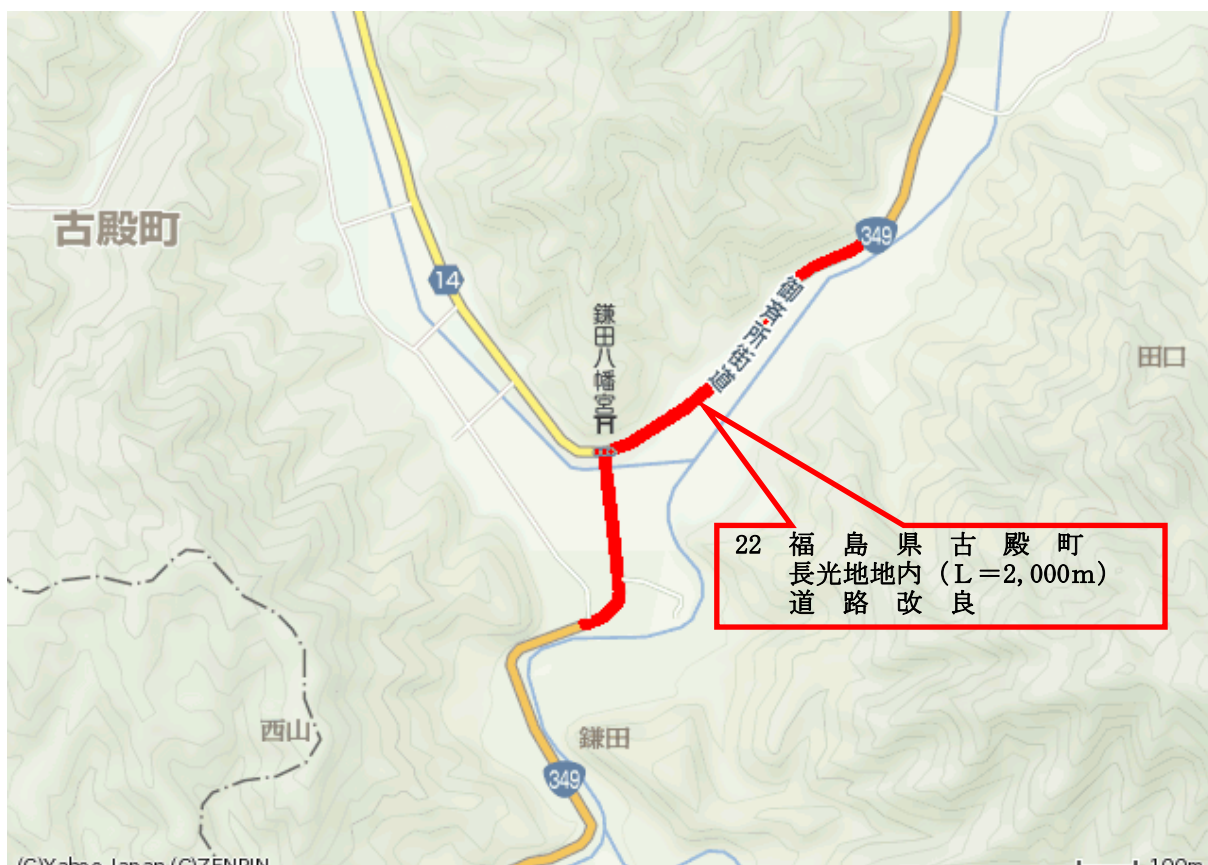 349
古殿町
14
御斎所街道
鎌田八幡宮
田口
22 福島県古殿町
長光地地内（L＝2,000m）
道路改良
西山
鎌田
349
(C)Yahoo Japan,(C)ZENRIN
100m